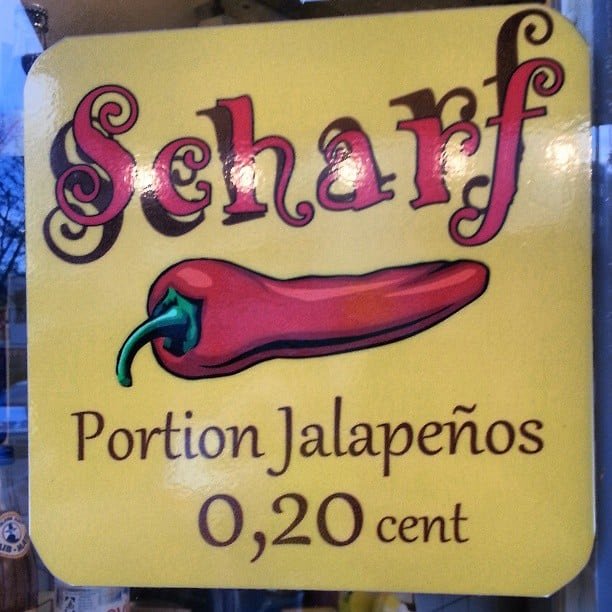 Scharf
Portion Jalapeños
0,20 cent